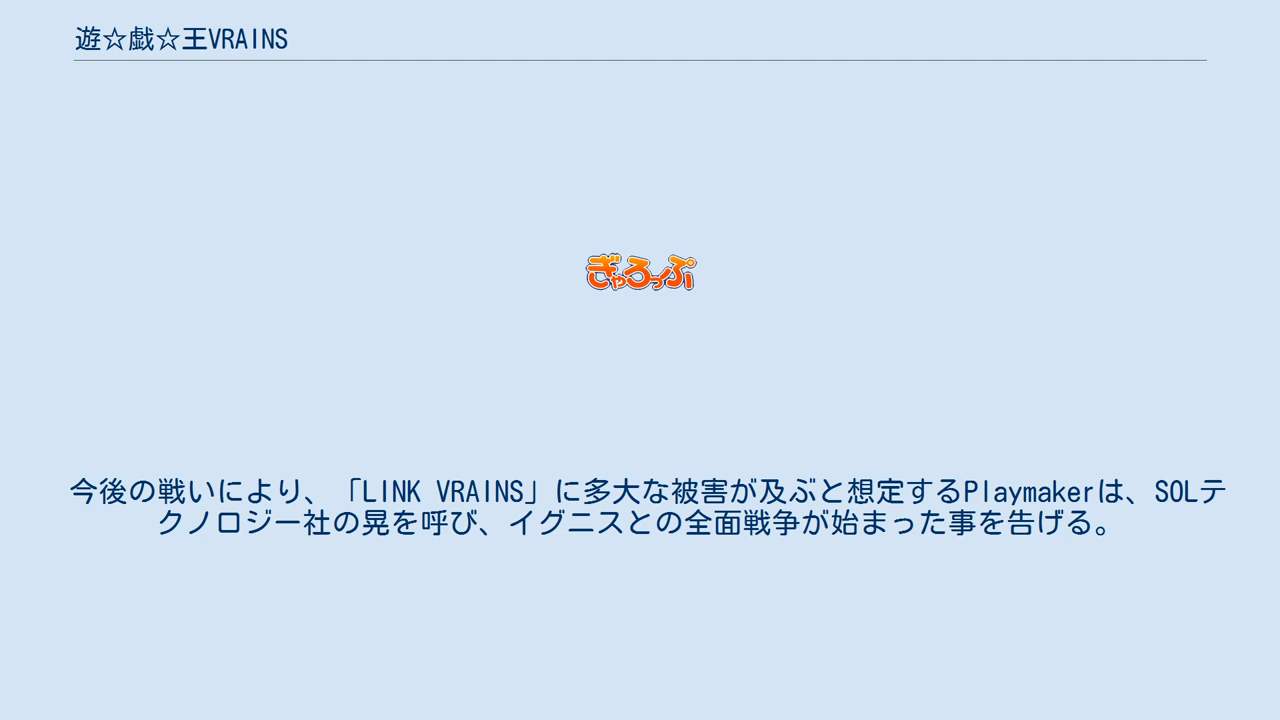 遊☆戯☆王VRAINS
ぎゃろっぷ
今後の戦いにより、「LINK VRAINS」に多大な被害が及ぶと想定するPlaymakerは、SOLテ
クノロジー社の晃を呼び、イグニスとの全面戦争が始まった事を告げる。